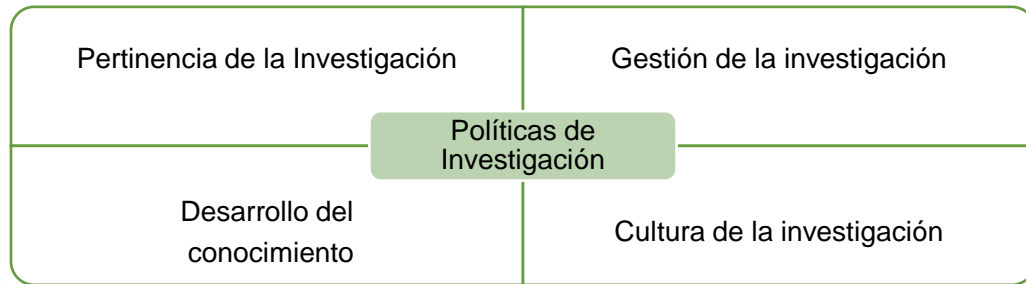 Pertinencia de la Investigación
Gestión de la investigación
Políticas de
Investigación
Desarrollo del
conocimiento
Cultura de la investigación